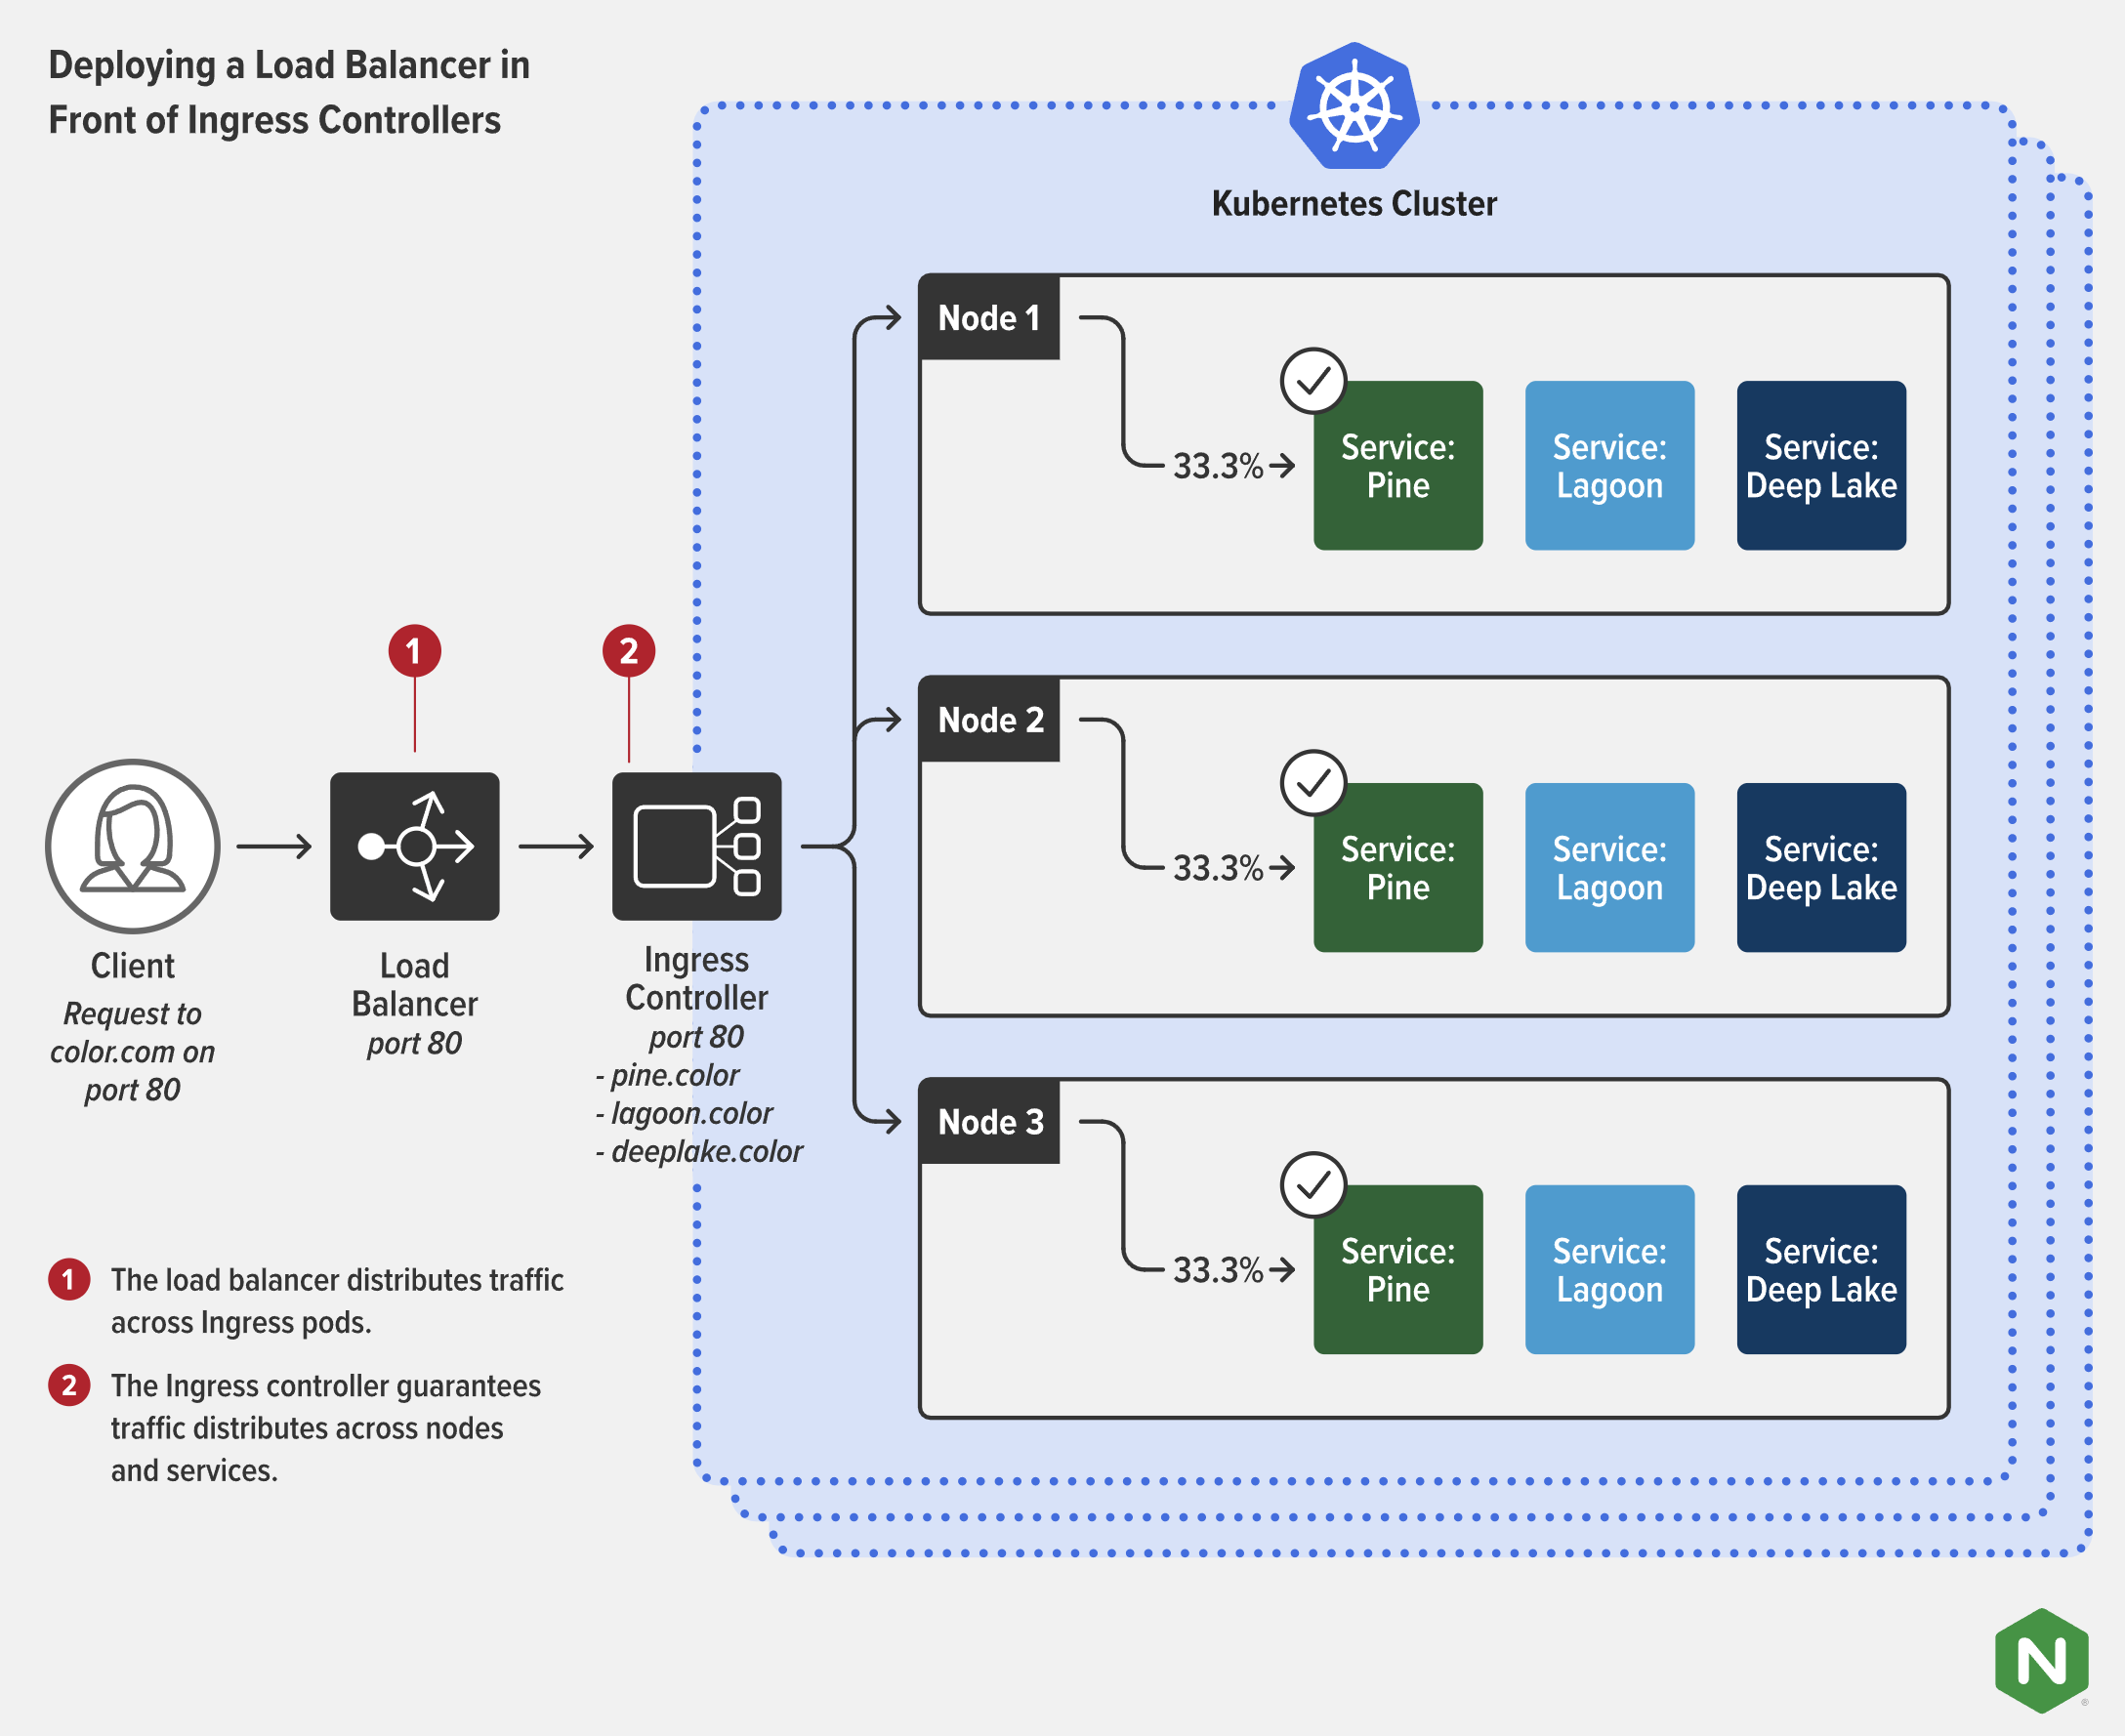 Deploying a Load Balancer in
Front of Ingress Controllers
Kubernetes Cluster
Node 1
33.3%
Service:
Pine
Service:
Lagoon
Service:
Deep Lake
Node 2
33.3%
Service:
Pine
Service:
Lagoon
Service:
Deep Lake
Node 3
33.3%
Service:
Pine
Service:
Lagoon
Service:
Deep Lake
1
2
Client
Request to
color.com on
port 80
Load
Balancer
port 80
Ingress
Controller
port 80
- pine.color
- lagoon.color
- deeplake.color
1 The load balancer distributes traffic
across Ingress pods.
2 The Ingress controller guarantees
traffic distributes across nodes
and services.
N
®